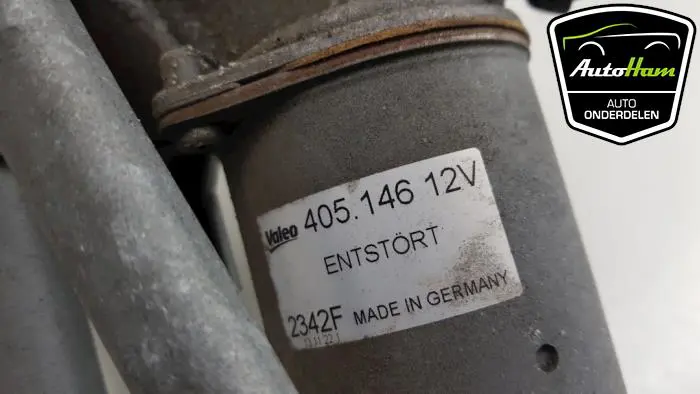 AutoHam
AUTO
ONDERDELEN
Valeo 405.146 12V
ENTSTÖRT
2342F MADE IN GERMANY